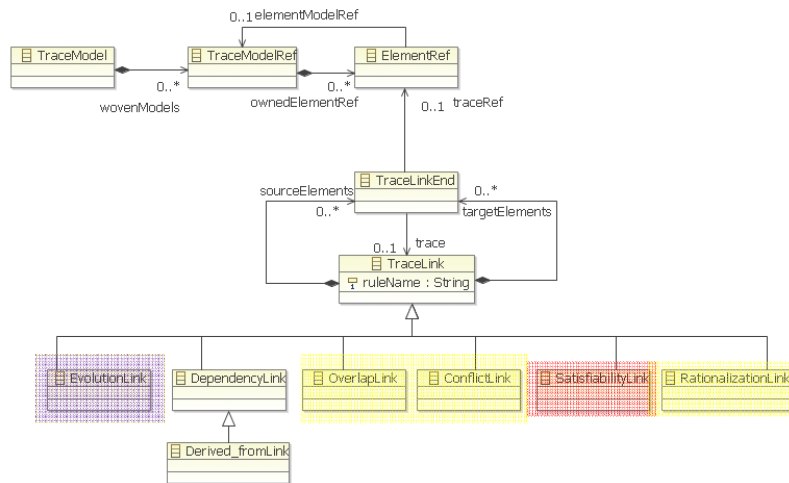 0..1 elementModelRef
TraceModel
TraceModelRef
ElementRef
0..*
0..*
wovenModels
ownedElementRef
0..1
traceRef
TraceLinkEnd
sourceElements
0..*
0..*
targetElements
0..1
trace
TraceLink
ruleName : String
EvolutionLink
DependencyLink
OverlapLink
ConflictLink
SatisfiabilityLink
RationalizationLink
Derived_fromLink